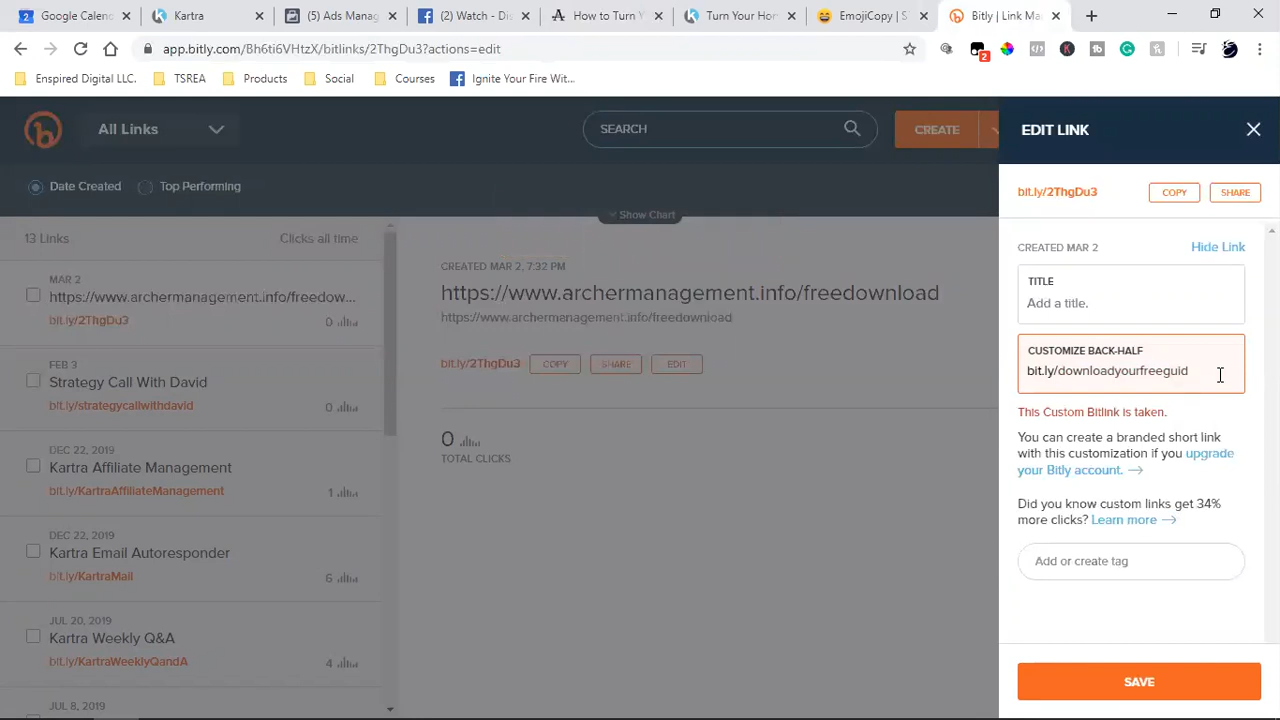 Google Calend
Kartra
(5) Ads Manag
(2) Watch - Dis
How to Turn Y
Turn Your Hom
EmojiCopy | S
Bitly | Link Ma
app.bitly.com/Bh6ti6VHtzX/bitlinks/2ThgDu3?actions=edit
2
Enspired Digital LLC.
TSREA
Products
Social
Courses
Ignite Your Fire Wit...
All Links
SEARCH
CREATE
EDIT LINK
Date Created
Top Performing
bit.ly/2ThgDu3
COPY
SHARE
Show Chart
13 Links
Clicks all time
MAR 2
https://www.archermanagement.info/freedow...
bit.ly/2ThgDu3
0
FEB 3
Strategy Call With David
bit.ly/strategycallwithdavid
0
DEC 22, 2019
Kartra Affiliate Management
bit.ly/KartraAffiliateManagement
1
DEC 22, 2019
Kartra Email Autoresponder
bit.ly/KartraMail
6
JUL 20, 2019
Kartra Weekly Q&A
bit.ly/KartraWeeklyQandA
4
JUL 8, 2019
CREATED MAR 2, 7:32 PM
https://www.archermanagement.info/freedownload
https://www.archermanagement.info/freedownload
bit.ly/2ThgDu3
COPY
SHARE
EDIT
0
TOTAL CLICKS
CREATED MAR 2
Hide Link
TITLE
Add a title.
CUSTOMIZE BACK-HALF
bit.ly/downloadyourfreeguid
This Custom Bitlink is taken.
You can create a branded short link
with this customization if you upgrade
your Bitly account.
Did you know custom links get 34%
more clicks? Learn more
Add or create tag
SAVE